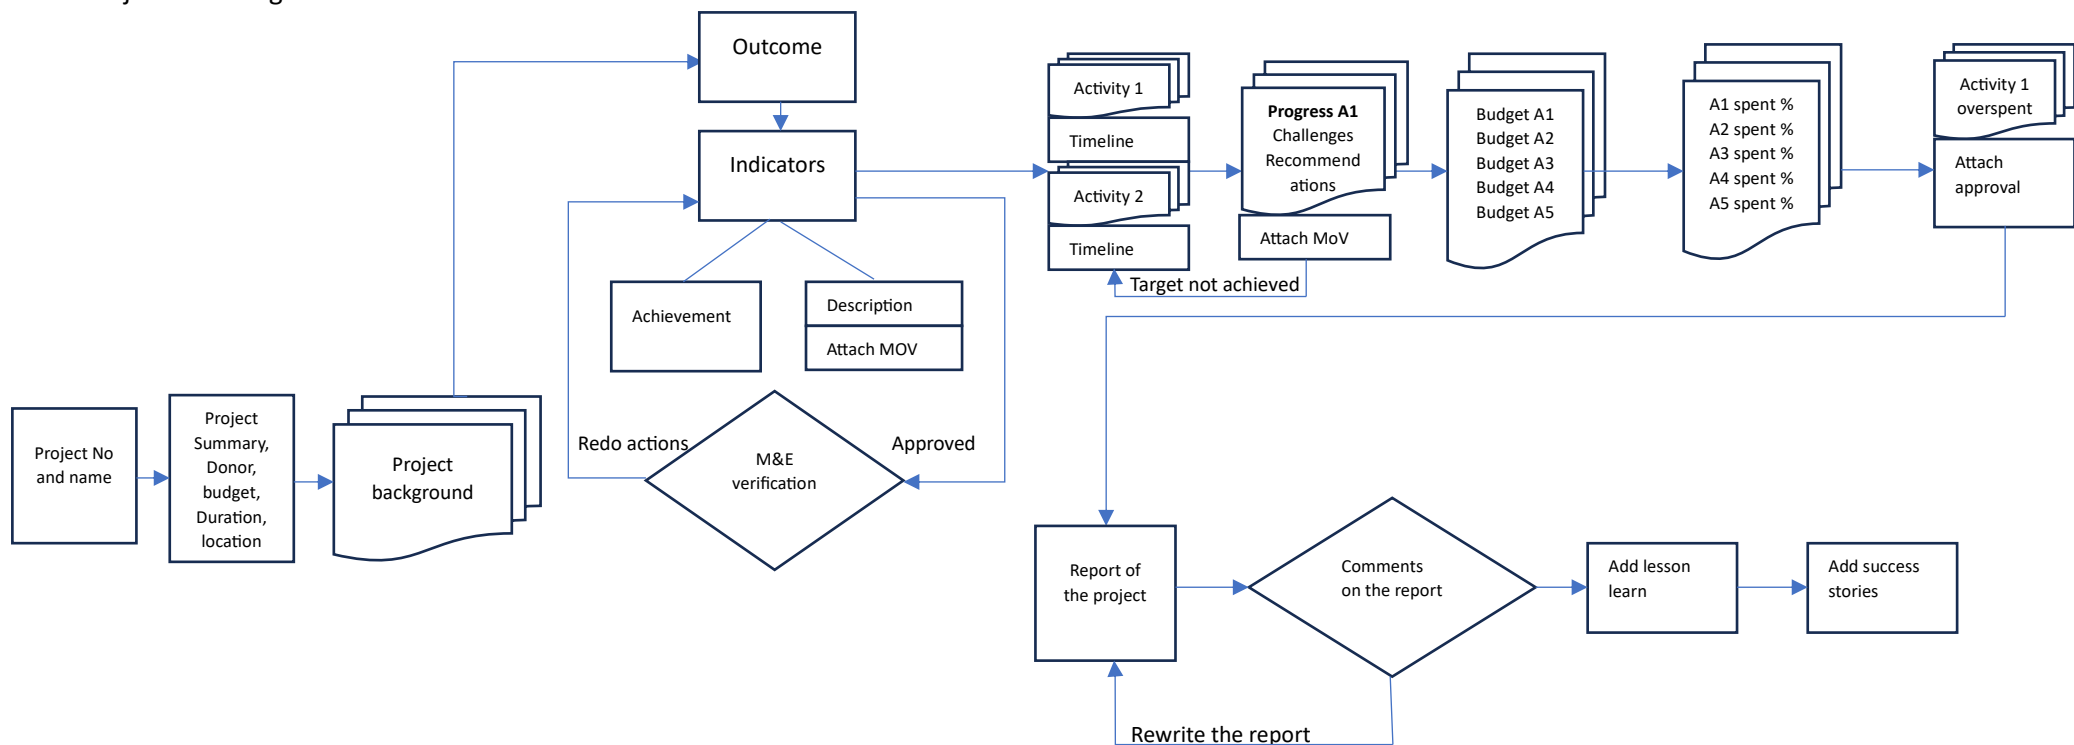 Outcome
Indicators
Achievement
Description
Attach MOV
Redo actions
Approved
M&E
verification
Project No
and name
Project
Summary,
Donor,
budget,
Duration,
location
Project
background
Activity 1
Timeline
Activity 2
Timeline
Progress A1
Challenges
Recommend
ations
Attach MoV
Target not achieved
Budget A1
Budget A2
Budget A3
Budget A4
Budget A5
A1 spent %
A2 spent %
A3 spent %
A4 spent %
A5 spent %
Activity 1
overspent
Attach
approval
Report of
the project
Comments
on the report
Rewrite the report
Add lesson
learn
Add success
stories